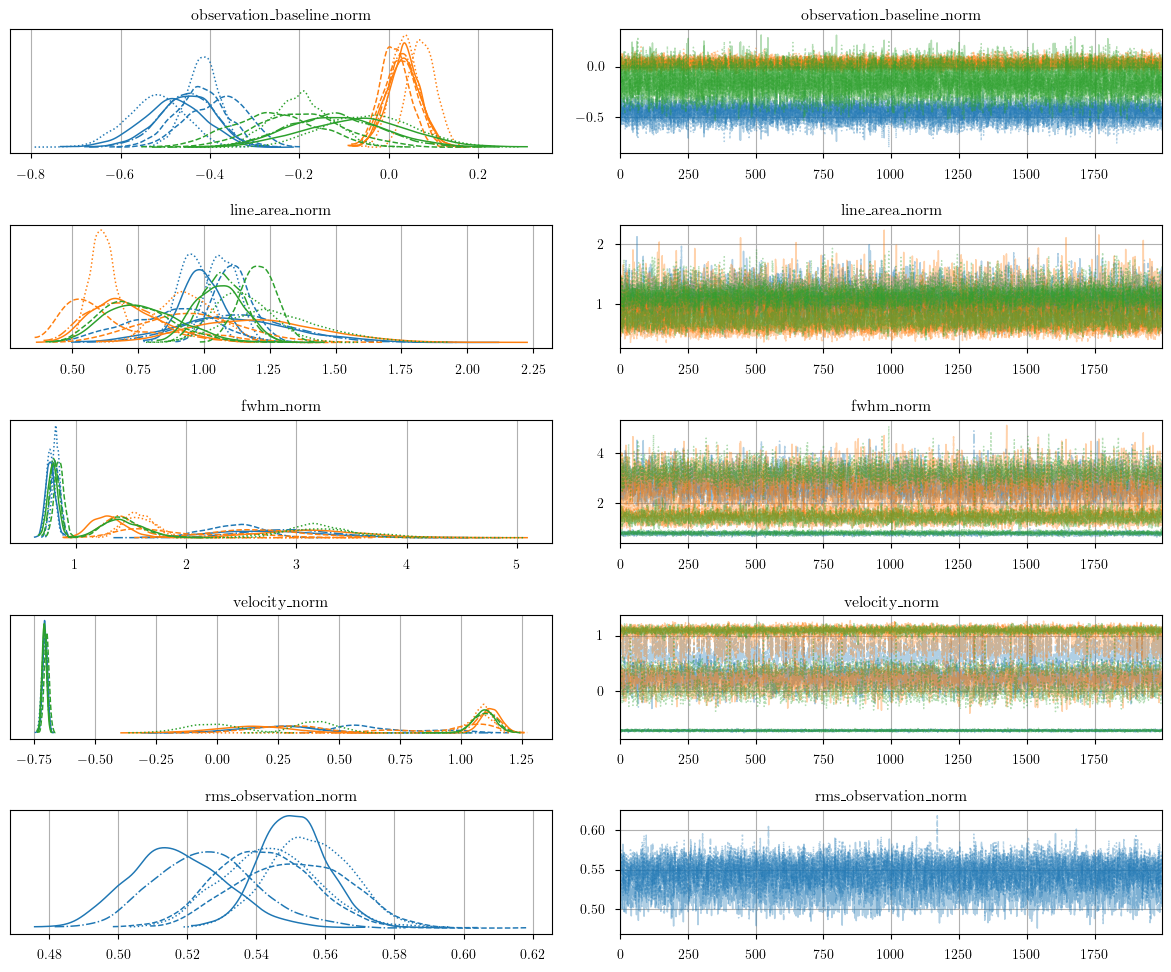 observation_baseline_norm
observation_baseline_norm
0.0
−0.5
−0.8 −0.6 −0.4 −0.2 0.0 0.2
0 250 500 750 1000 1250 1500 1750
line_area_norm
line_area_norm
2
1
0.50 0.75 1.00 1.25 1.50 1.75 2.00 2.25
0 250 500 750 1000 1250 1500 1750
fwhm_norm
fwhm_norm
4
2
1 2 3 4 5
0 250 500 750 1000 1250 1500 1750
velocity_norm
velocity_norm
1
0
−0.75 −0.50 −0.25 0.00 0.25 0.50 0.75 1.00 1.25
0 250 500 750 1000 1250 1500 1750
rms_observation_norm
rms_observation_norm
0.60
0.55
0.50
0.48 0.50 0.52 0.54 0.56 0.58 0.60 0.62
0 250 500 750 1000 1250 1500 1750